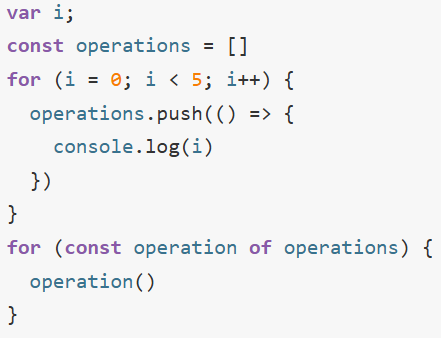 var i;
const operations = []
for (i = 0; i < 5; i++) {
  operations.push(() => {
    console.log(i)
  })
}
for (const operation of operations) {
  operation()
}